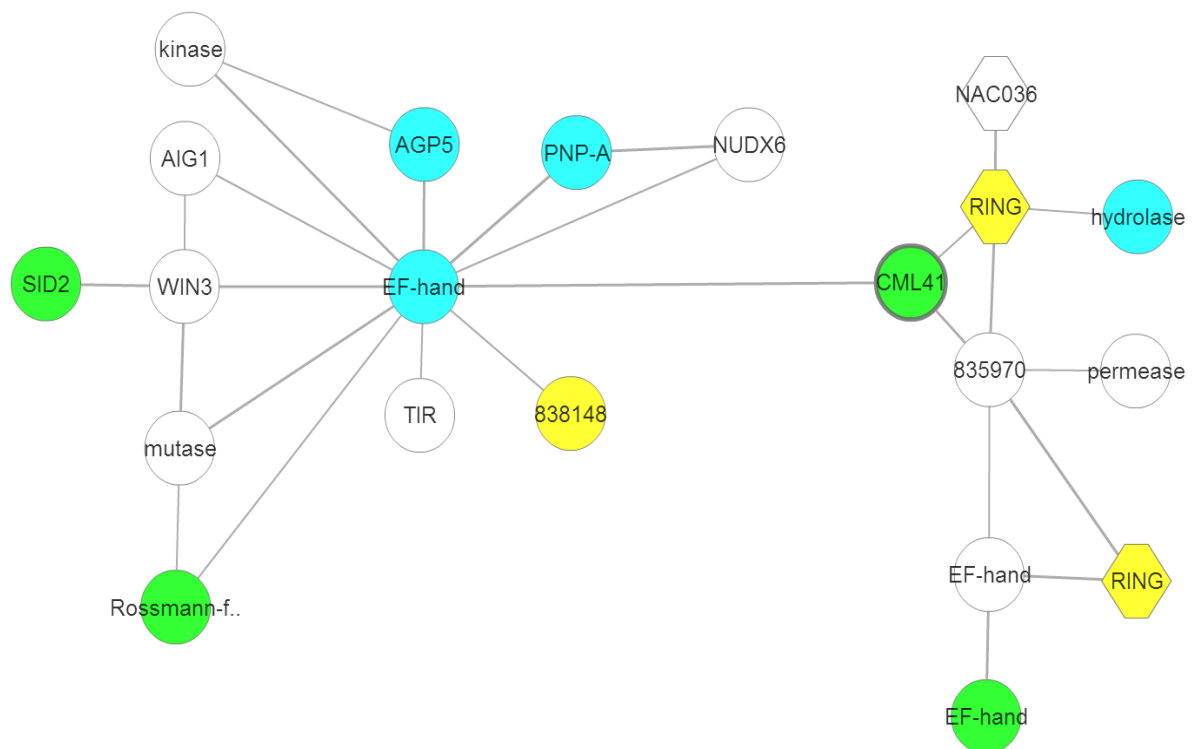 kinase
NAC036
AGP5
PNP-A
NUDX6
AIG1
RING
hydrolase
SID2
WIN3
EF-hand
CML41
835970
permease
TIR
838148
mutase
EF-hand
RING
Rossmann-f..
EF-hand